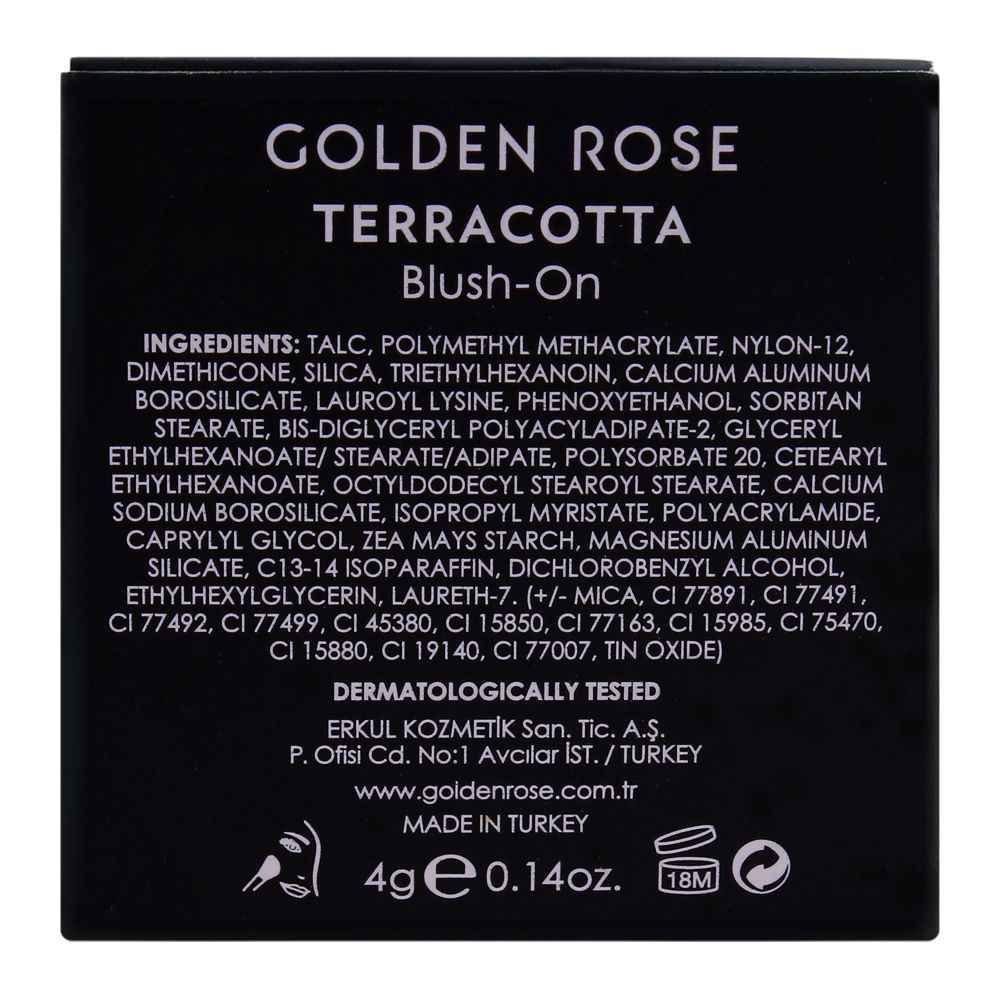 GOLDEN ROSE
TERRACOTTA
Blush-On
INGREDIENTS: TALC, POLYMETHYL METHACRYLATE, NYLON-12,
DIMETHICONE, SILICA, TRIETHYLHEXANOIN, CALCIUM ALUMINUM
BOROSILICATE, LAUROYL LYSINE, PHENOXYETHANOL, SORBITAN
STEARATE, BIS-DIGLYCERYL POLYACYLADIPATE-2, GLYCERYL
ETHYLHEXANOATE/ STEARATE/ADIPATE, POLYSORBATE 20, CETEARYL
ETHYLHEXANOATE, OCTYLDODECYL STEAROYL STEARATE, CALCIUM
SODIUM BOROSILICATE, ISOPROPYL MYRISTATE, POLYACRYLAMIDE,
CAPRYLYL GLYCOL, ZEA MAYS STARCH, MAGNESIUM ALUMINUM
SILICATE, C13-14 ISOPARAFFIN, DICHLOROBENZYL ALCOHOL,
ETHYLHEXYLGLYCERIN, LAURETH-7. (+/- MICA, CI 77891, CI 77491,
CI 77492, CI 77499, CI 45380, CI 15850, CI 77163, CI 15985, CI 75470,
CI 15880, CI 19140, CI 77007, TIN OXIDE)
DERMATOLOGICALLY TESTED
ERKUL KOZMETİK San. Tic. A.Ş.
P. Ofisi Cd. No:1 Avcılar İST. / TURKEY
www.goldenrose.com.tr
MADE IN TURKEY
4g e 0.14oz. 18M